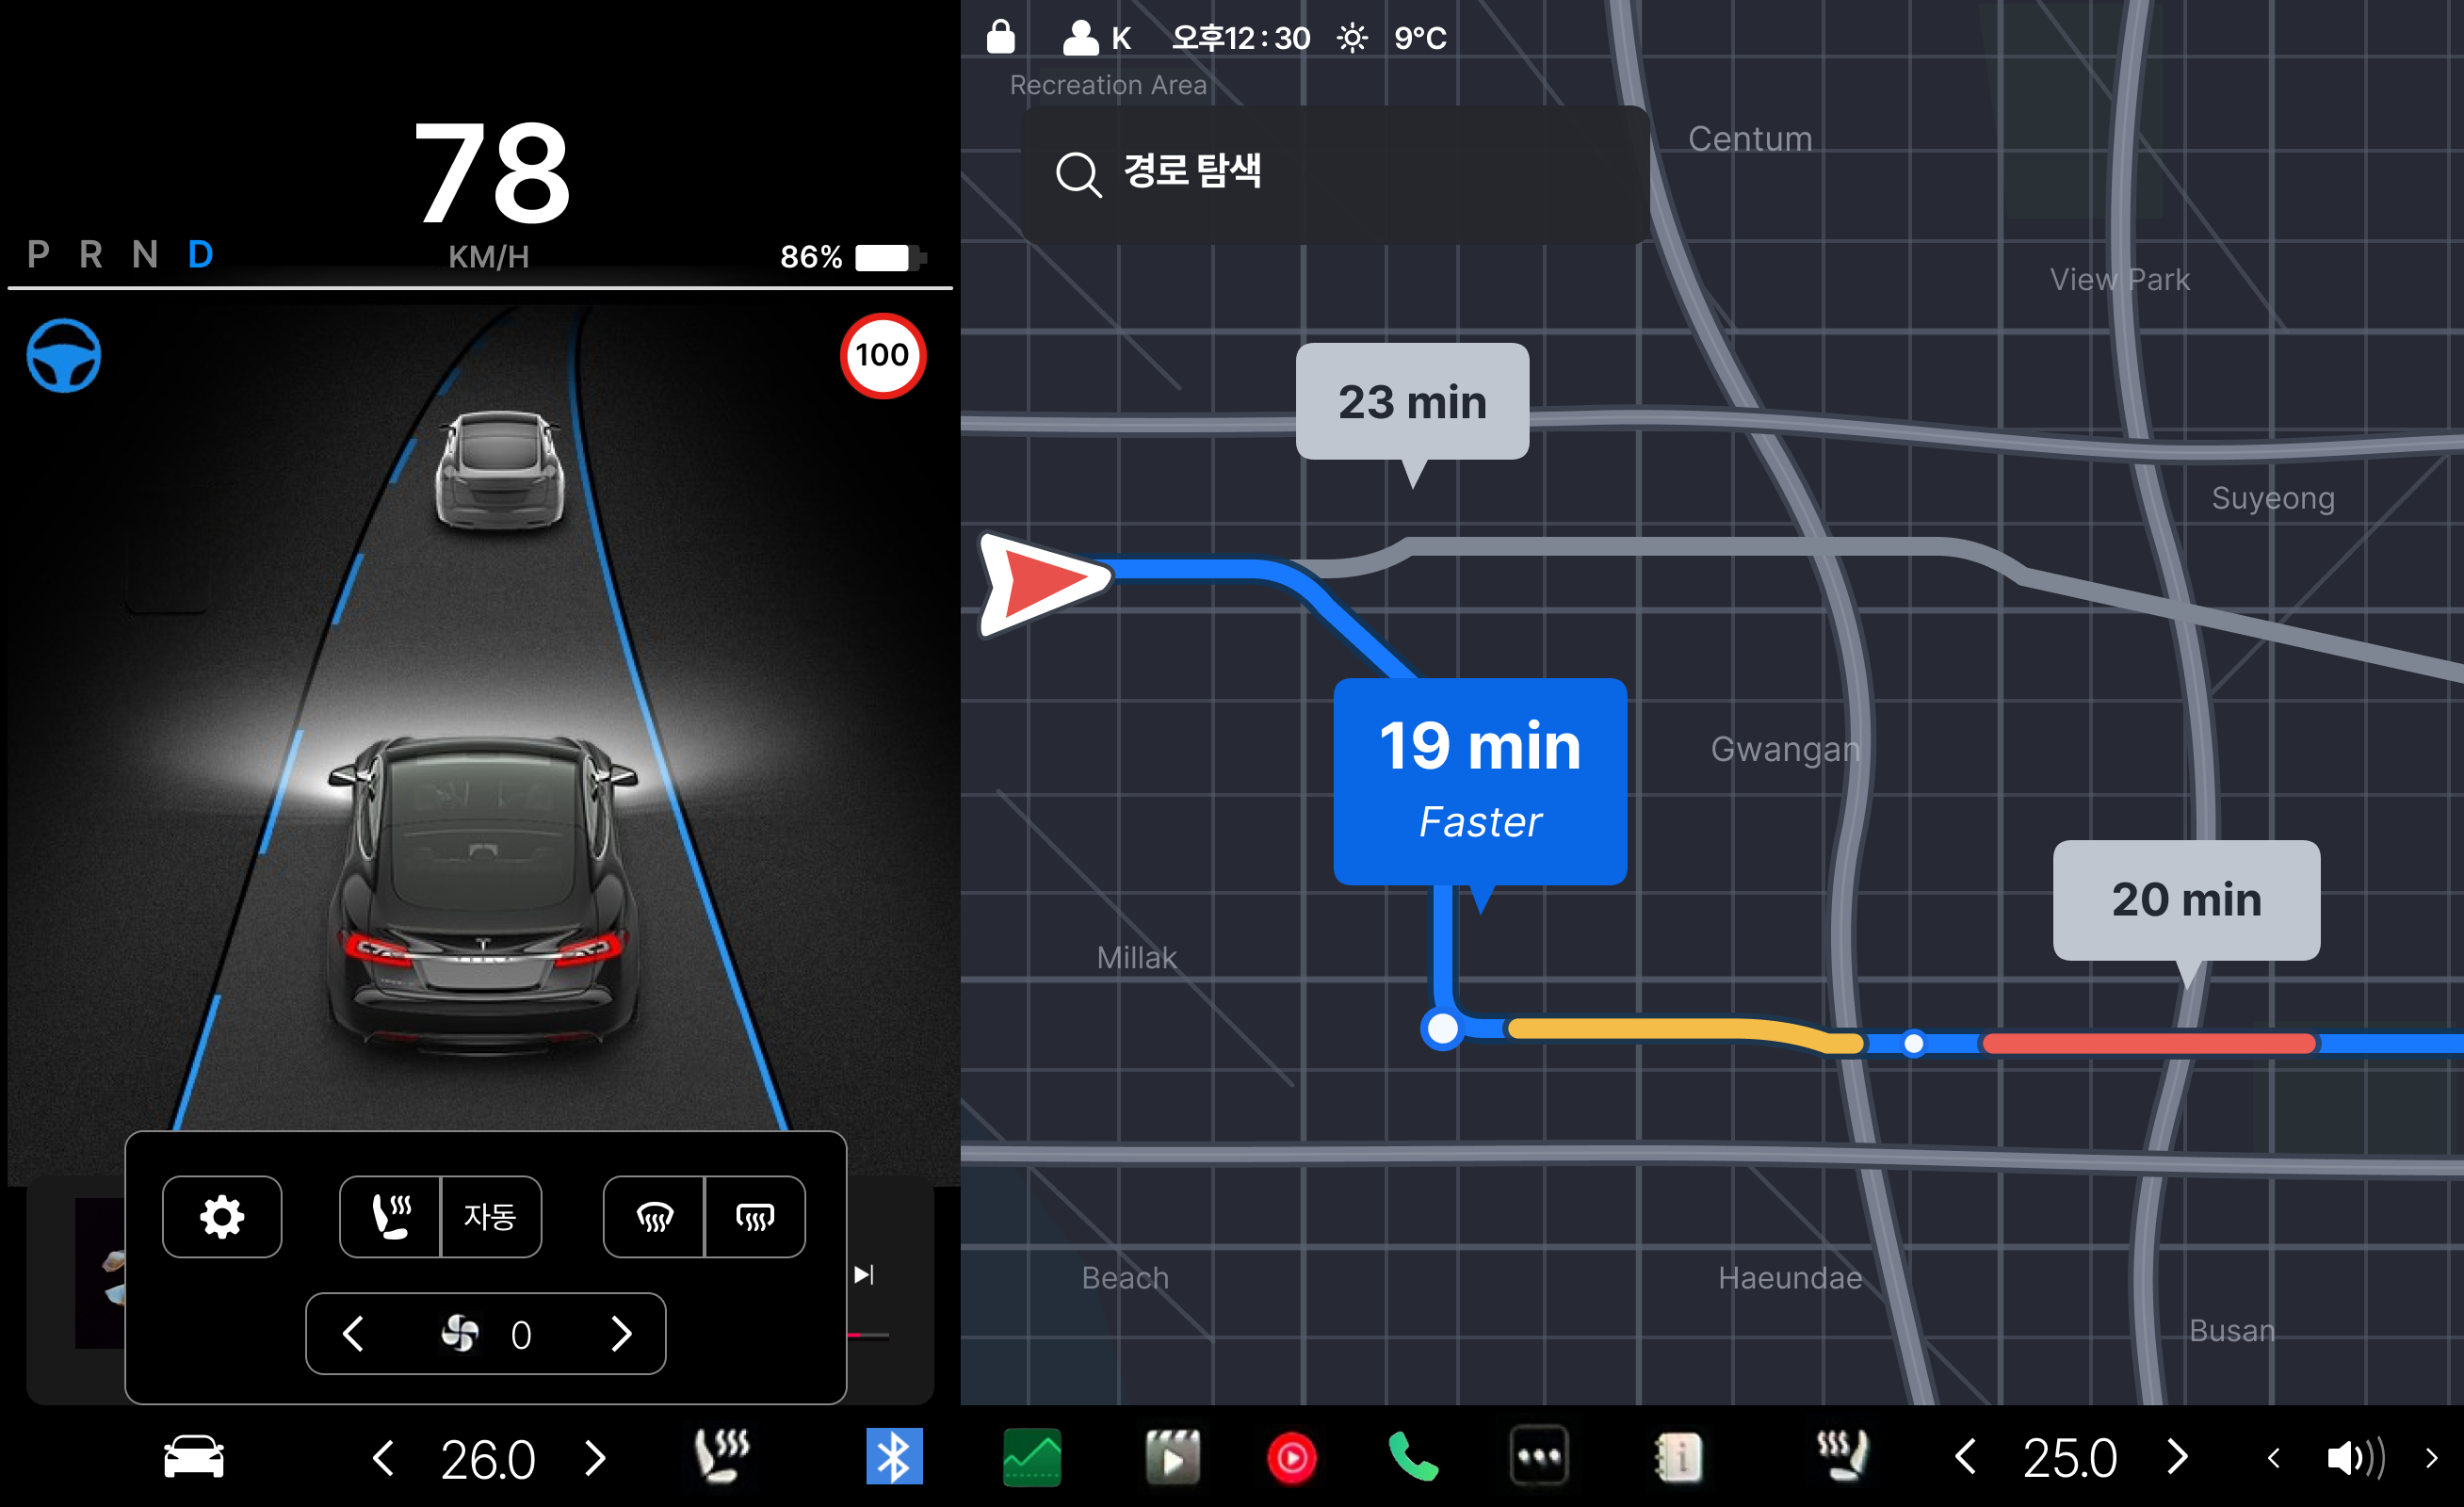 78
KM/H
P R N D
86%
100
자동
0
26.0
K 오후12:30 9°C
Recreation Area
경로 탐색
Centum
View Park
23 min
Suyeong
19 min
Faster
Gwangan
20 min
Millak
Beach
Haeundae
Busan
25.0